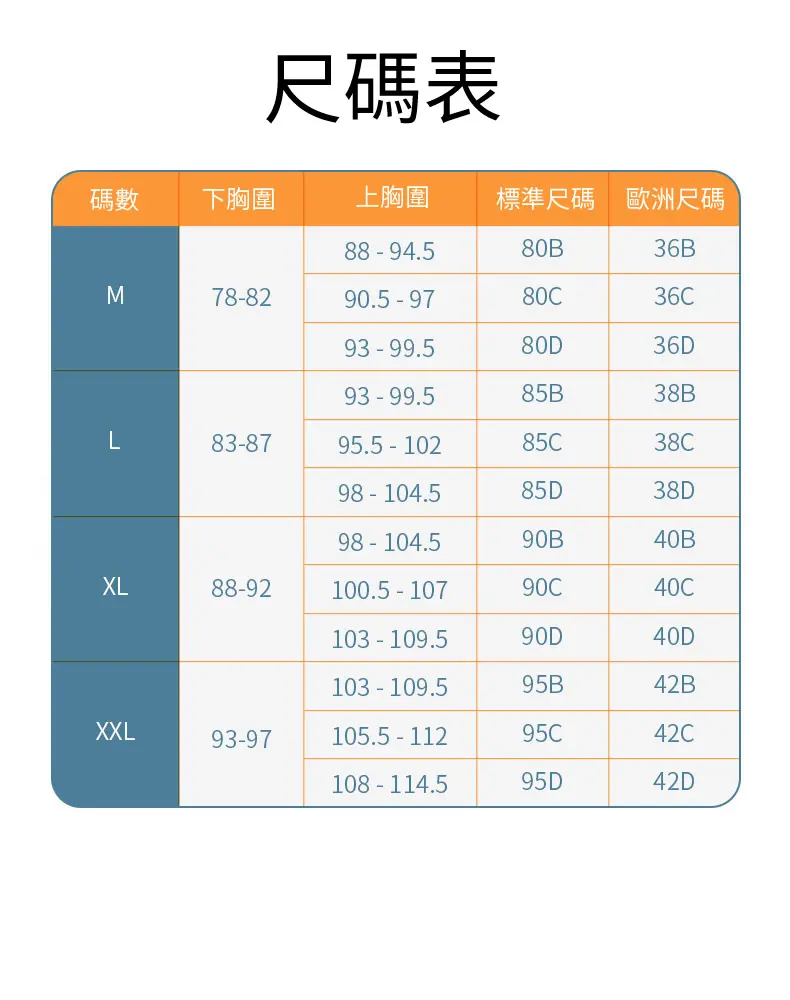 尺碼表
碼數 下胸圍 上胸圍 標準尺碼 歐洲尺碼
M 78-82 88 - 94.5 80B 36B
90.5 - 97 80C 36C
93 - 99.5 80D 36D
L 83-87 93 - 99.5 85B 38B
95.5 - 102 85C 38C
98 - 104.5 85D 38D
XL 88-92 98 - 104.5 90B 40B
100.5 - 107 90C 40C
103 - 109.5 90D 40D
XXL 93-97 103 - 109.5 95B 42B
105.5 - 112 95C 42C
108 - 114.5 95D 42D